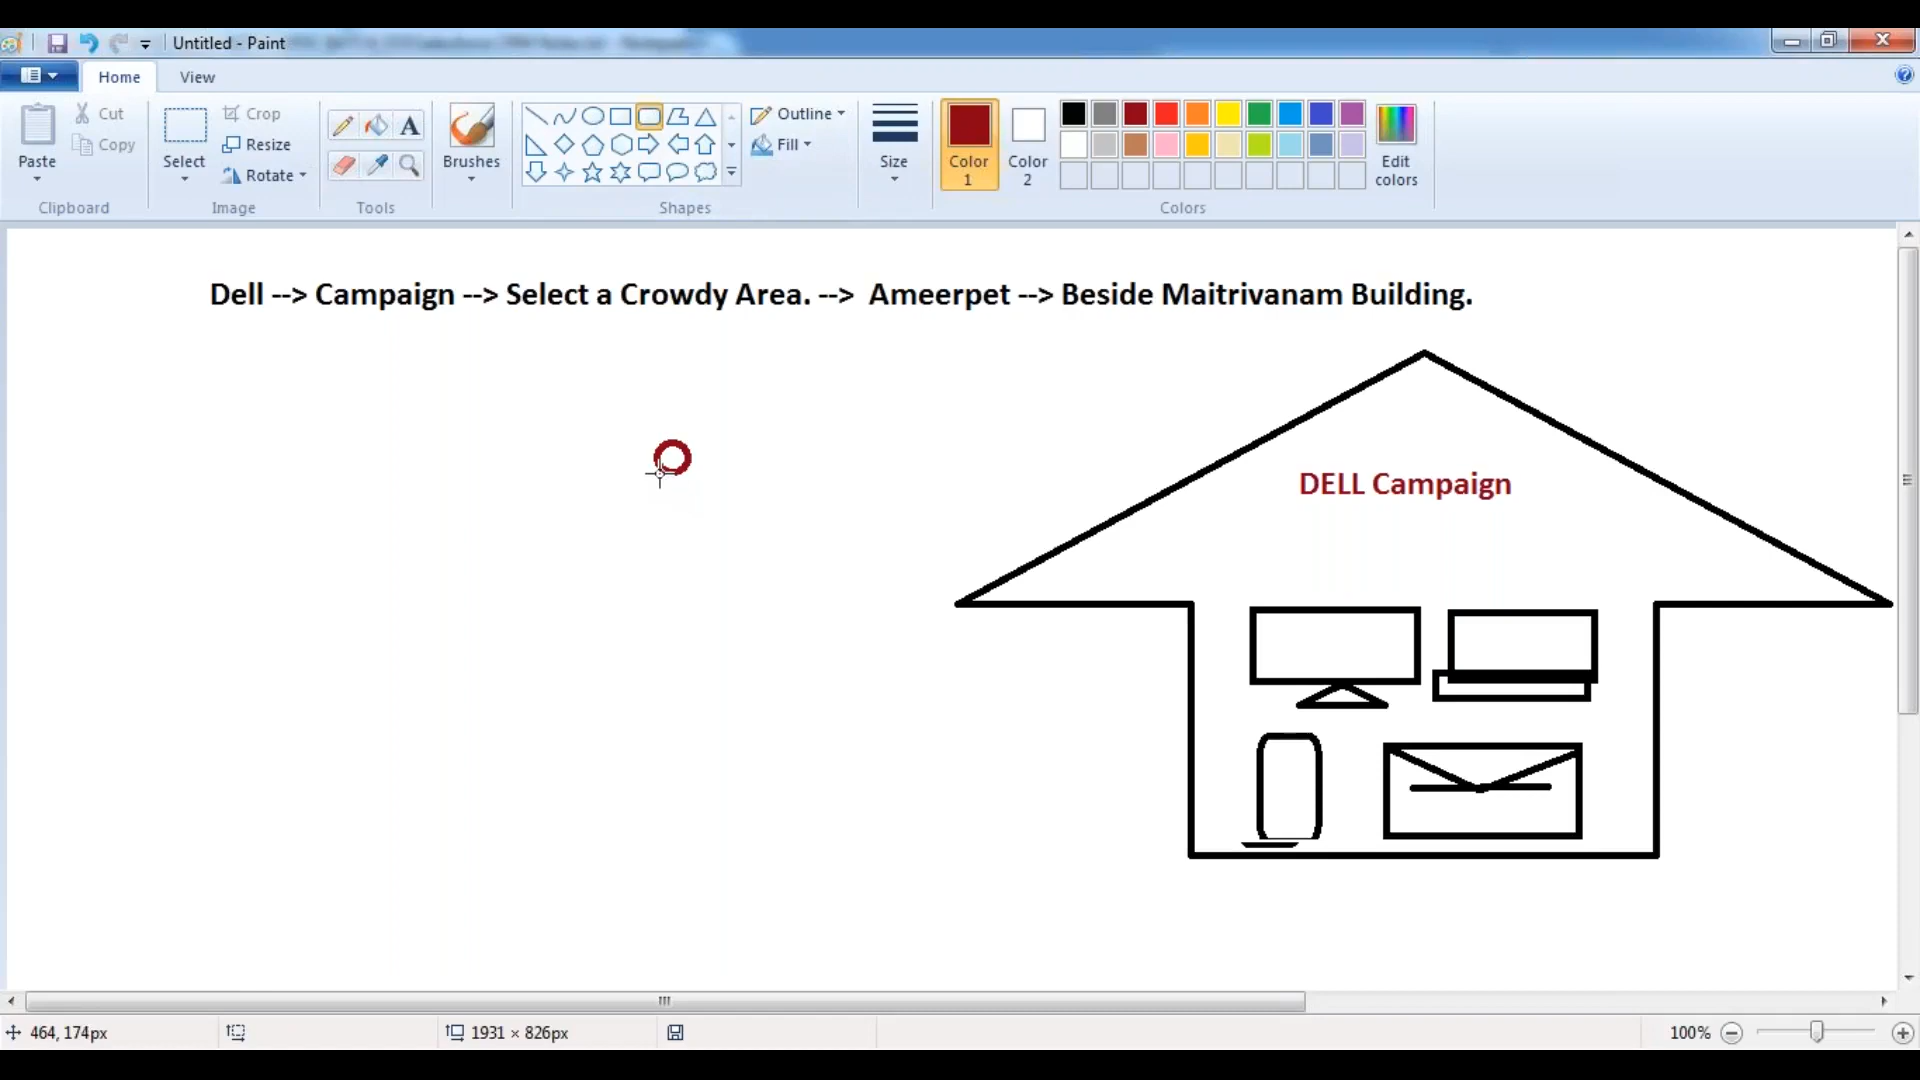 Untitled - Paint
Home View
Cut
Copy
Paste
Clipboard
Select
Crop
Resize
Rotate
Image
Tools
Brushes
Outline
Fill
Shapes
Size
Color 1
Color 2
Edit colors
Colors
Dell --> Campaign --> Select a Crowdy Area. --> Ameerpet --> Beside Maitrivanam Building.
DELL Campaign
464, 174px
1931 × 826px
100%